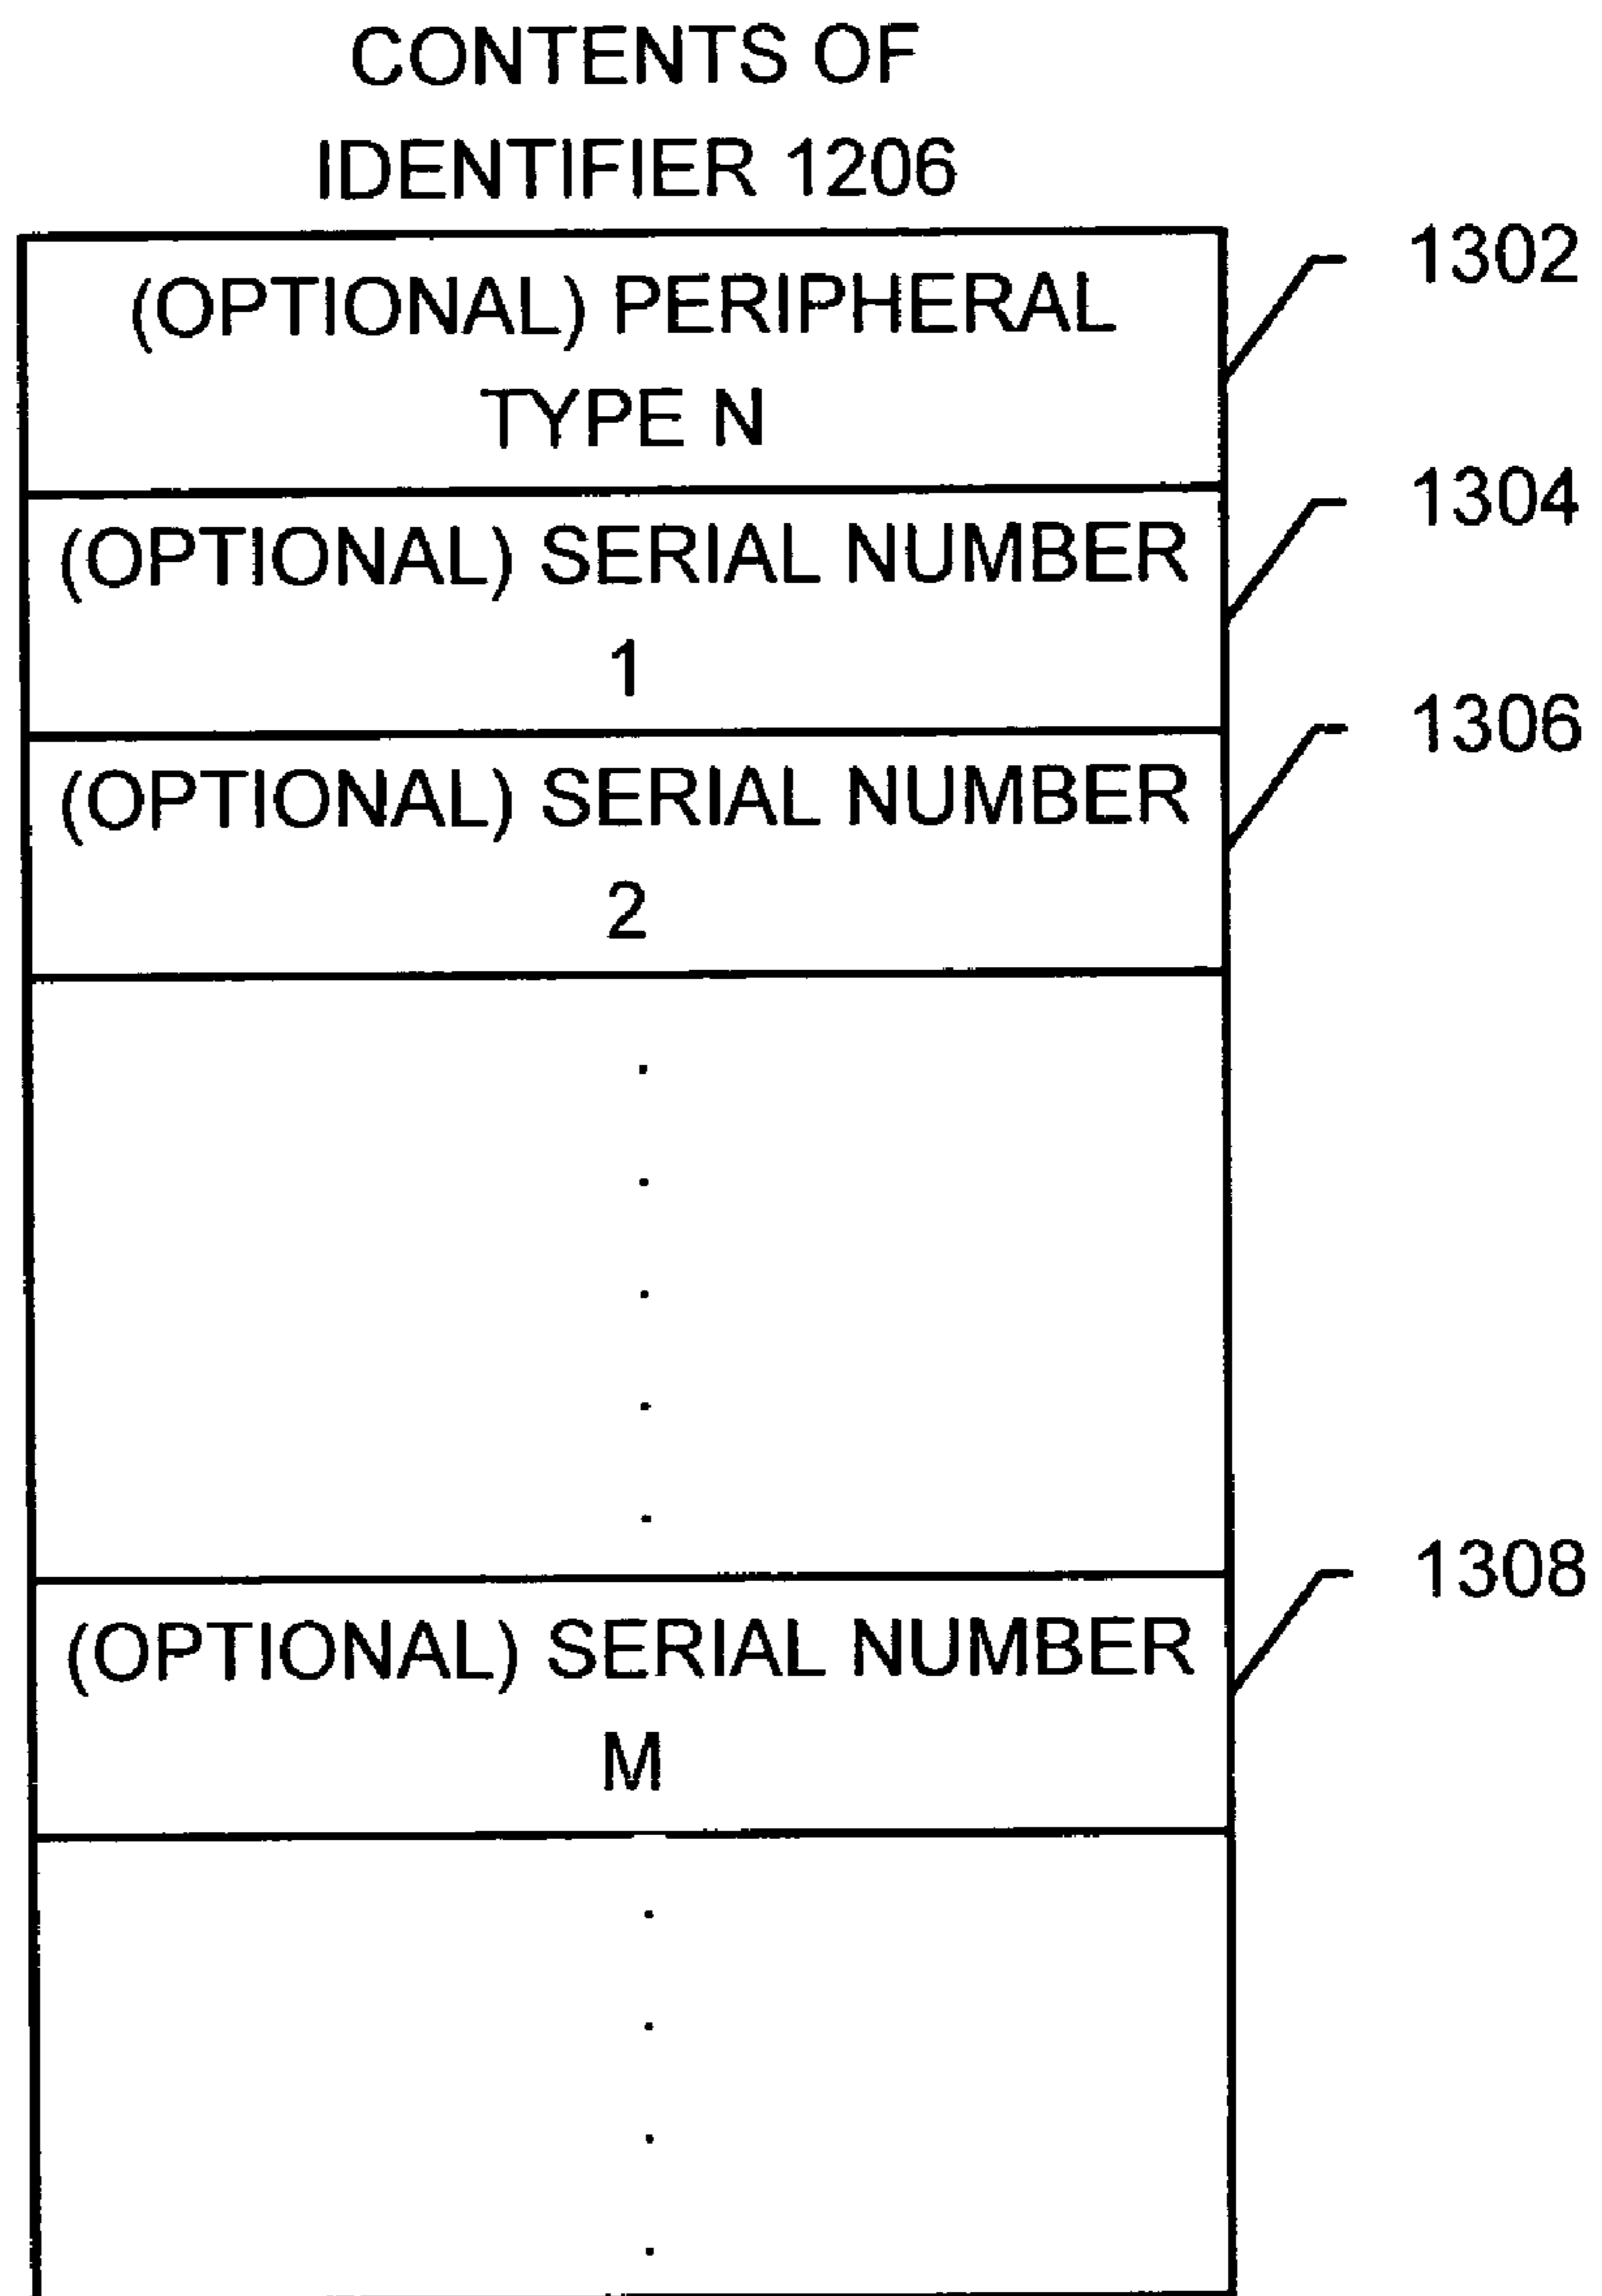 CONTENTS OF
IDENTIFIER 1206
(OPTIONAL) PERIPHERAL
TYPE N
1302
(OPTIONAL) SERIAL NUMBER
1
1304
(OPTIONAL) SERIAL NUMBER
2
1306
.
.
.
.
.
(OPTIONAL) SERIAL NUMBER
M
1308
.
.
.
.